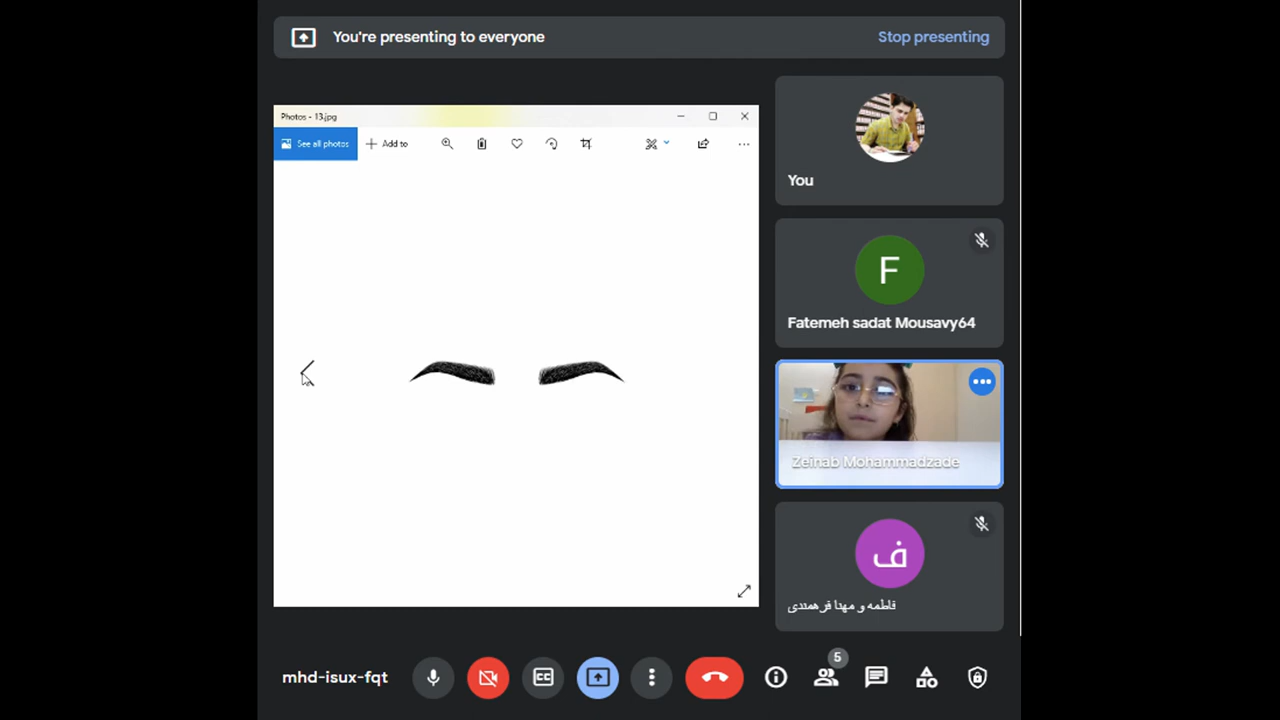 You're presenting to everyone
Stop presenting
Photos - 13.jpg
See all photos
Add to
You
F
Fatemeh sadat Mousavy64
Zeinab Mohammadzade
ف
فاطمه و مهدا فرهمندی
mhd-isux-fqt
CC
5